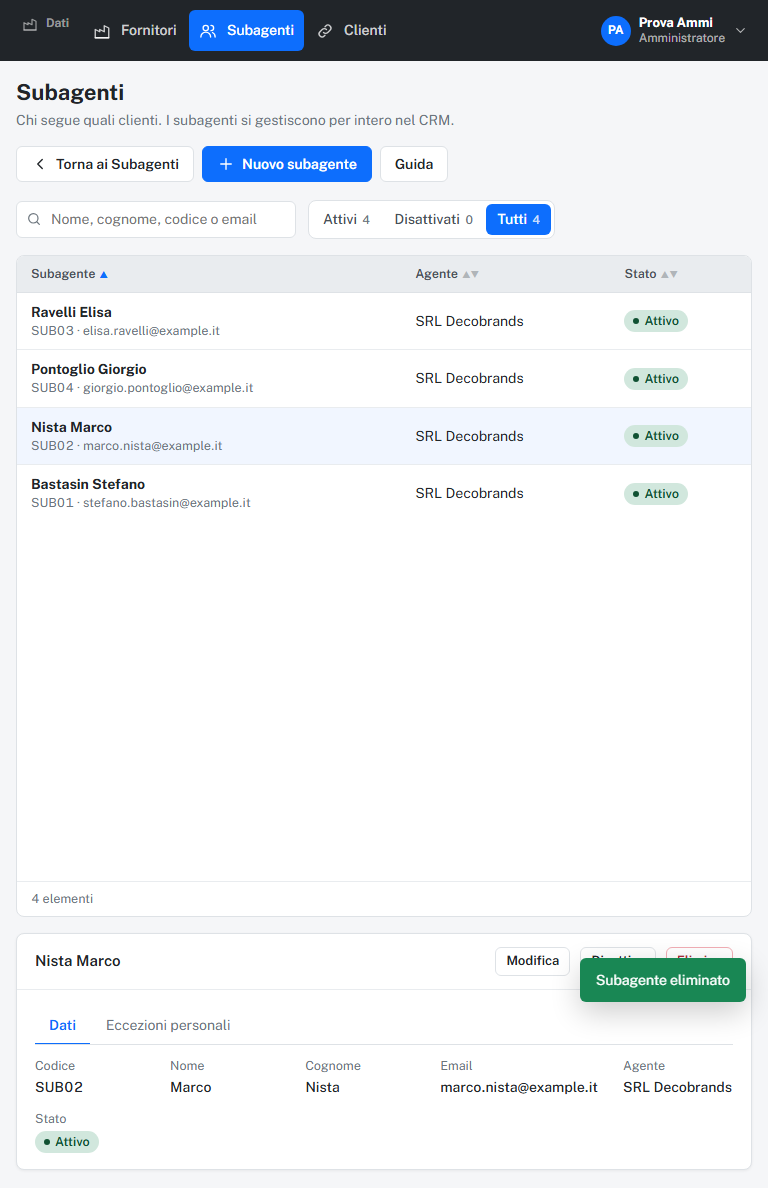 Dati
Fornitori
Subagenti
Clienti
PA
Prova Ammi
Amministratore
Subagenti
Chi segue quali clienti. I subagenti si gestiscono per intero nel CRM.
Torna ai Subagenti
Nuovo subagente
Guida
Nome, cognome, codice o email
Attivi 4
Disattivati 0
Tutti 4
Subagente
Agente
Stato
Ravelli Elisa
SUB03 · elisa.ravelli@example.it
SRL Decobrands
Attivo
Pontoglio Giorgio
SUB04 · giorgio.pontoglio@example.it
SRL Decobrands
Attivo
Nista Marco
SUB02 · marco.nista@example.it
SRL Decobrands
Attivo
Bastasin Stefano
SUB01 · stefano.bastasin@example.it
SRL Decobrands
Attivo
4 elementi
Nista Marco
Modifica
Subagente eliminato
Dati
Eccezioni personali
Codice
SUB02
Nome
Marco
Cognome
Nista
Email
marco.nista@example.it
Agente
SRL Decobrands
Stato
Attivo